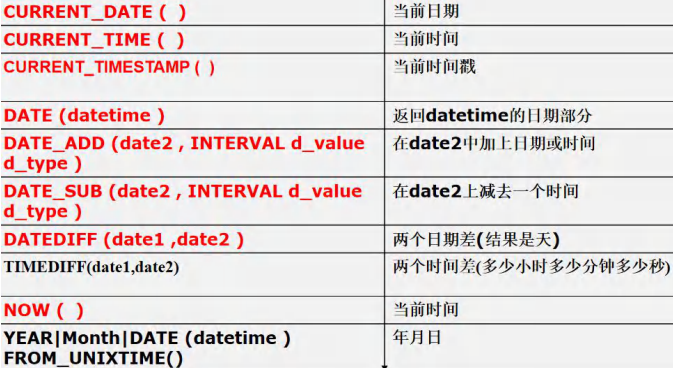 CURRENT_DATE ( ) 当前日期
CURRENT_TIME ( ) 当前时间
CURRENT_TIMESTAMP ( ) 当前时间戳
DATE (datetime ) 返回datetime的日期部分
DATE_ADD (date2 , INTERVAL d_value 在date2中加上日期或时间
d_type )
DATE_SUB (date2 , INTERVAL d_value 在date2上减去一个时间
d_type )
DATEDIFF (date1 ,date2 ) 两个日期差(结果是天)
TIMEDIFF(date1,date2) 两个时间差(多少小时多少分钟多少秒)
NOW ( ) 当前时间
YEAR|Month|DATE (datetime ) 年月日
FROM_UNIXTIME()